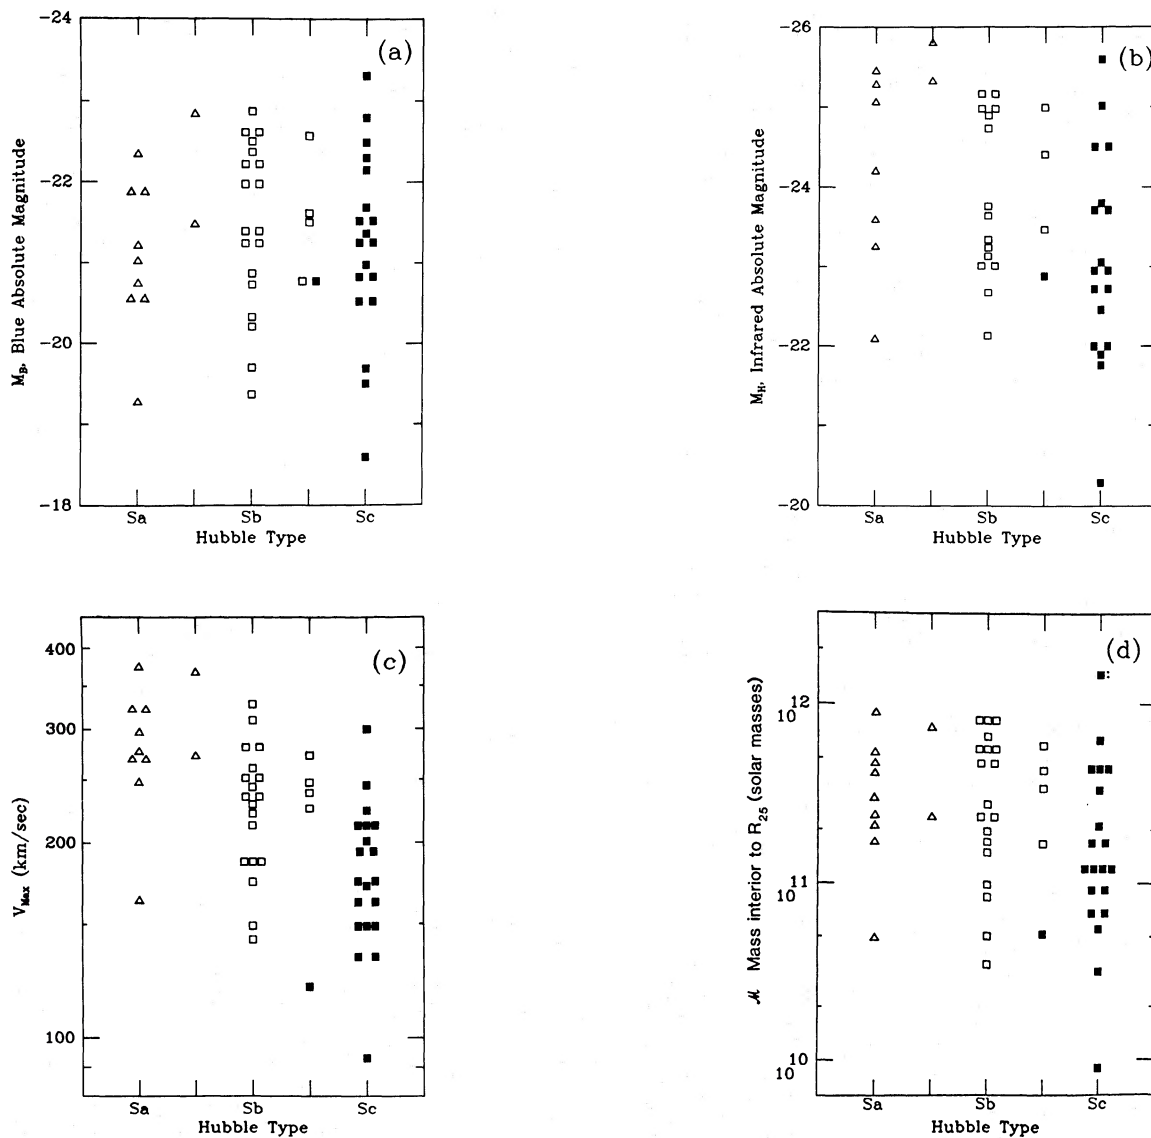 -24
(a)
-22
-20
-18
M_B, Blue Absolute Magnitude
Sa Sb Sc
Hubble Type
-26
(b)
-24
-22
-20
M_H, Infrared Absolute Magnitude
Sa Sb Sc
Hubble Type
400
(c)
300
200
100
V_Max (km/sec)
Sa Sb Sc
Hubble Type
(d)
10^12
10^11
10^10
ℳ Mass interior to R_25 (solar masses)
Sa Sb Sc
Hubble Type